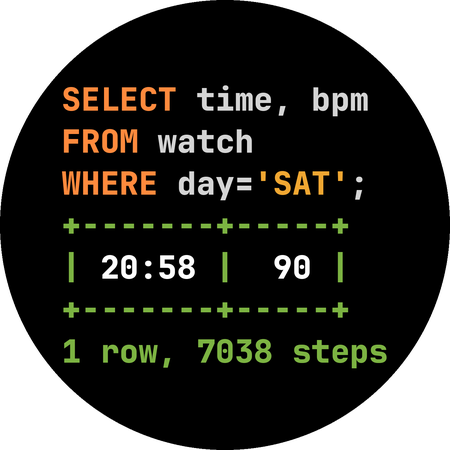 SELECT time, bpm
FROM watch
WHERE day='SAT';
+-------+-----+
| 20:58 |  90 |
+-------+-----+
1 row, 7038 steps